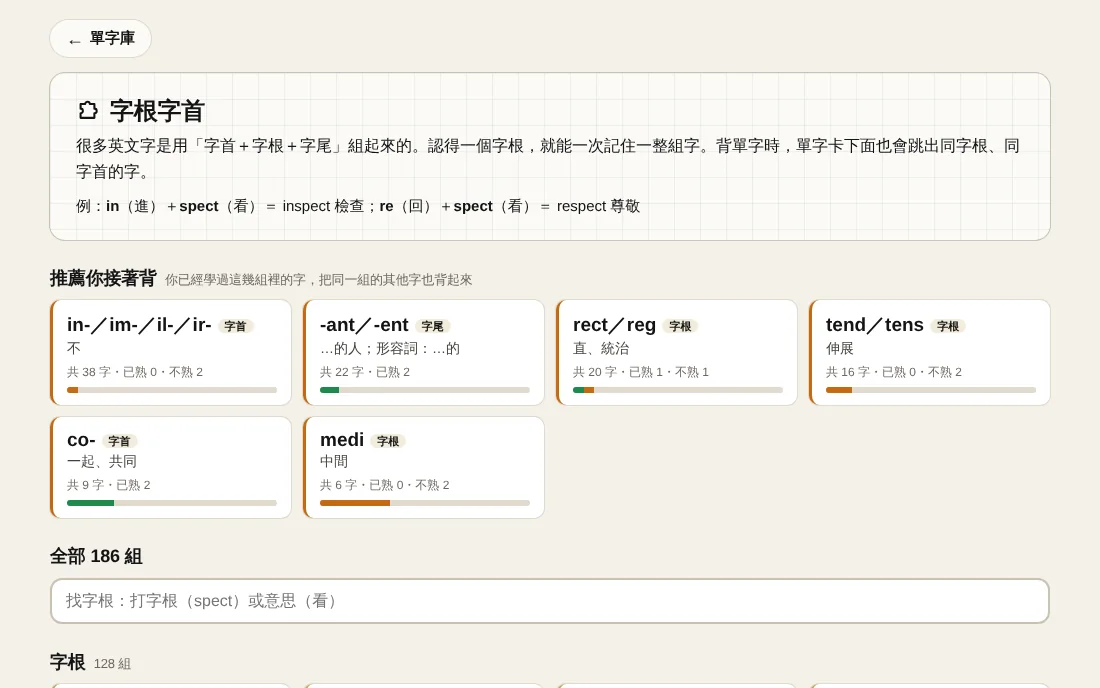 ← 單字庫
字根字首
很多英文字是用「字首＋字根＋字尾」組起來的。認得一個字根，就能一次記住一整組字。背單字時，單字卡下面也會跳出同字根、同
字首的字。
例：in（進）＋spect（看）＝ inspect 檢查；re（回）＋spect（看）＝ respect 尊敬
推薦你接著背 你已經學過這幾組裡的字，把同一組的其他字也背起來
in-／im-／il-／ir- 字首
不
共 38 字・已熟 0・不熟 2
-ant／-ent 字尾
…的人；形容詞：…的
共 22 字・已熟 2
rect／reg 字根
直、統治
共 20 字・已熟 1・不熟 1
tend／tens 字根
伸展
共 16 字・已熟 0・不熟 2
co- 字首
一起、共同
共 9 字・已熟 2
medi 字根
中間
共 6 字・已熟 0・不熟 2
全部 186 組
找字根：打字根（spect）或意思（看）
字根 128 組